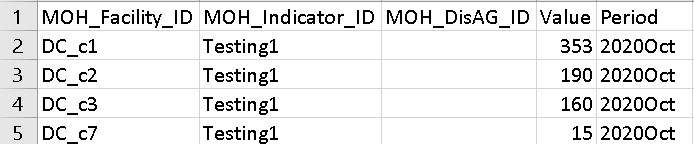 1 MOH_Facility_ID MOH_Indicator_ID MOH_DisAG_ID Value Period
2 DC_c1 Testing1 353 2020Oct
3 DC_c2 Testing1 190 2020Oct
4 DC_c3 Testing1 160 2020Oct
5 DC_c7 Testing1 15 2020Oct